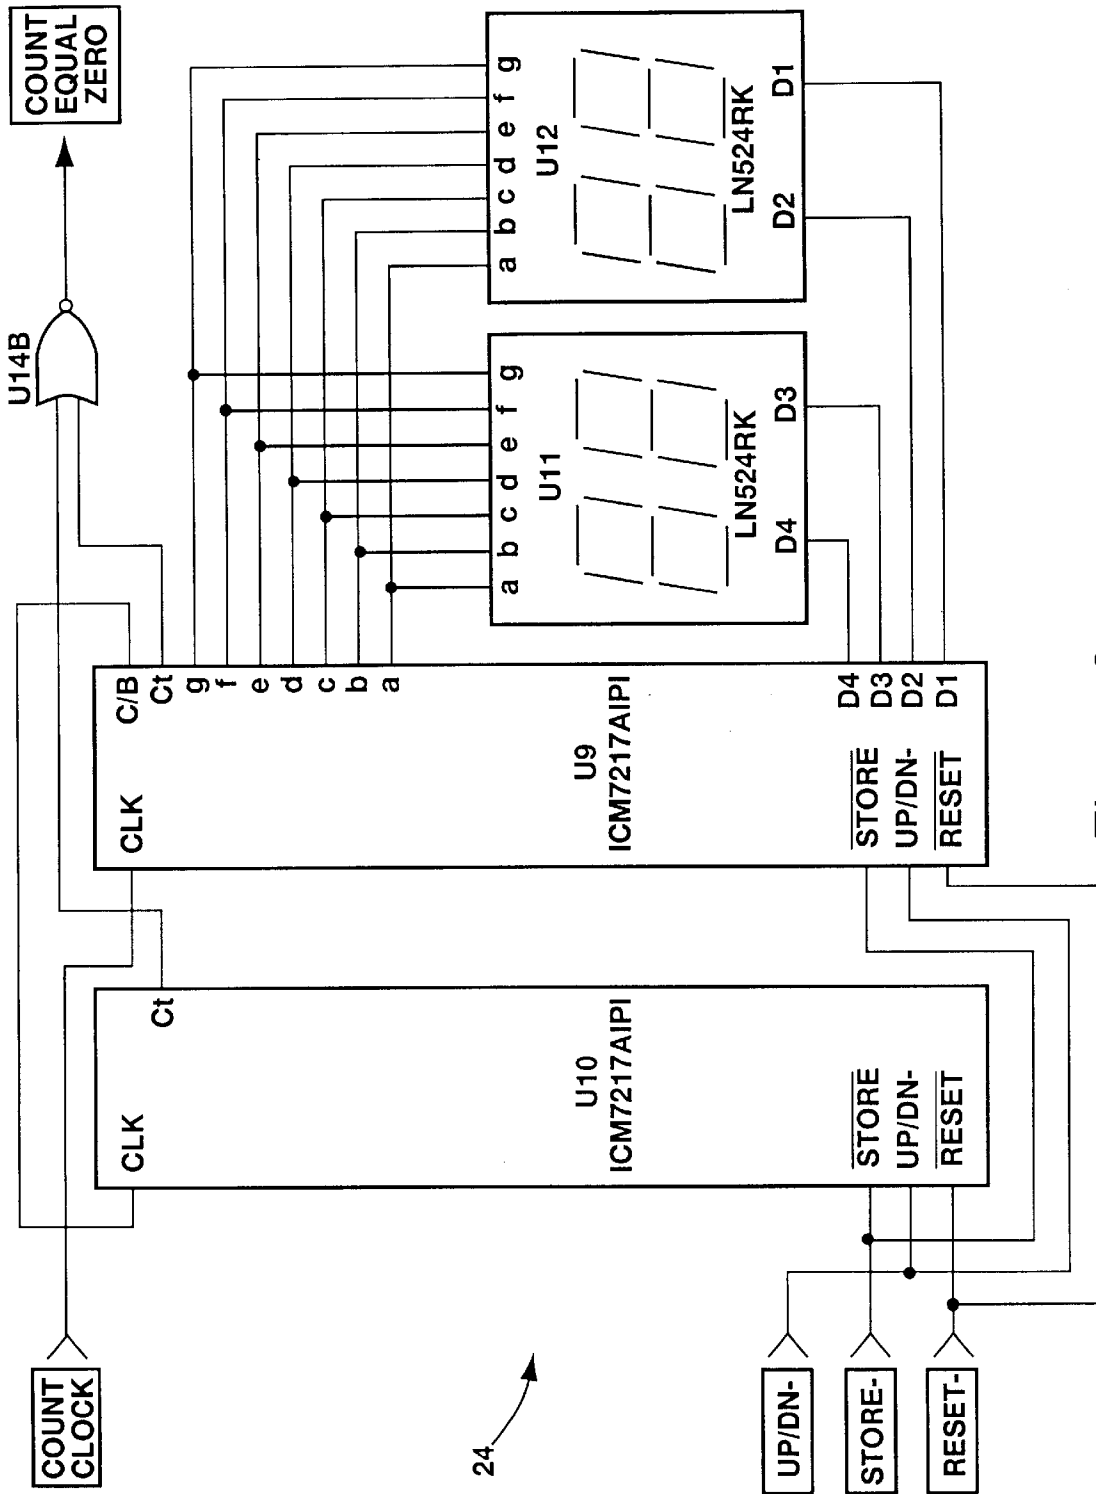 COUNT
CLOCK
24
UP/DN-
STORE-
RESET-
CLK
Ct
U10
ICM7217AIPI
STORE
UP/DN-
RESET
CLK
C/B
Ct
g
f
e
d
c
b
a
U9
ICM7217AIPI
STORE
UP/DN-
RESET
D4
D3
D2
D1
U14B
COUNT
EQUAL
ZERO
a b c d e f g
U11
LN524RK
D4 D3
a b c d e f g
U12
LN524RK
D2 D1